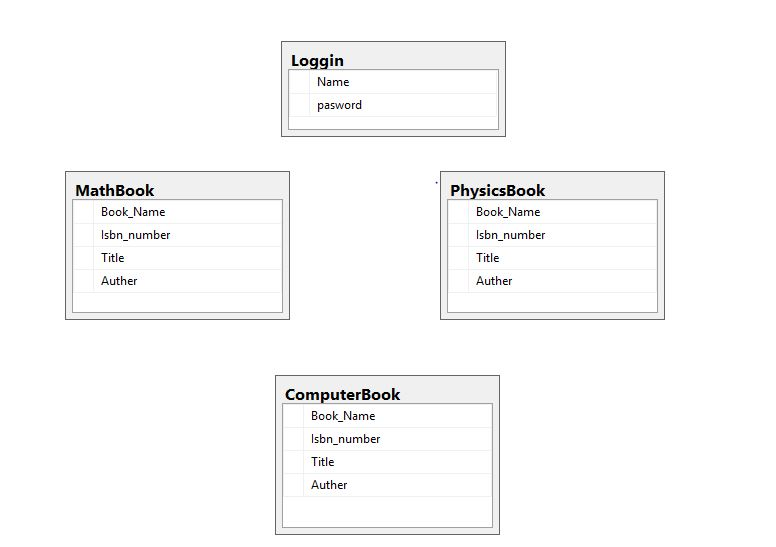 Loggin
Name
pasword
MathBook
Book_Name
Isbn_number
Title
Auther
PhysicsBook
Book_Name
Isbn_number
Title
Auther
ComputerBook
Book_Name
Isbn_number
Title
Auther